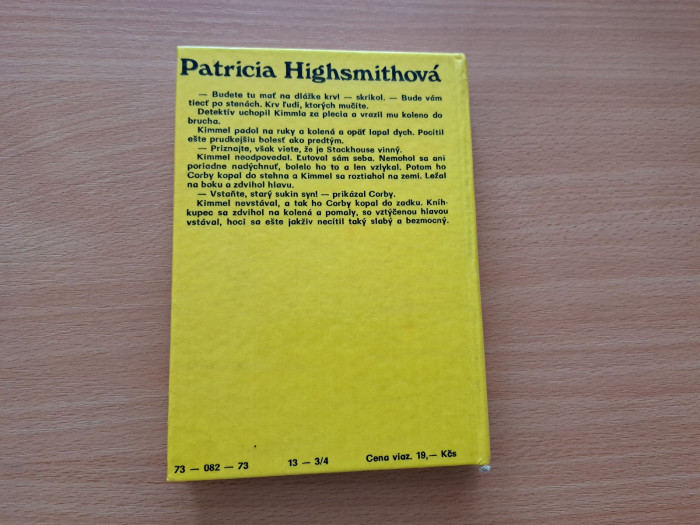 Patricia Highsmithová
— Budete tu mať na dlážke krv! — skríkol. — Bude vám
tiecť po stenách. Krv ľudí, ktorých mučíte.
Detektív uchopil Kimmla za plecia a vrazil mu koleno do
brucha.
Kimmel padol na ruky a kolená a opäť lapal dych. Pocítil
ešte prudkejšiu bolesť ako predtým.
— Priznajte, však viete, že je Stackhouse vinný.
Kimmel neodpovedal. Ľutoval sám seba. Nemohol sa ani
poriadne nadýchnuť, bolelo ho to a len vzlykal. Potom ho
Corby kopal do stehna a Kimmel sa roztiahol na zemi. Ležal
na boku a zdvihol hlavu.
— Vstaňte, starý sukin syn! — prikázal Corby.
Kimmel nevstával, a tak ho Corby kopal do zadku. Kníh-
kupec sa zdvihol na kolená a pomaly, so vztýčenou hlavou
vstával, hoci sa ešte jakživ necítil taký slabý a bezmocný.
73 — 082 — 73 13 — 3/4 Cena viaz. 19,— Kčs